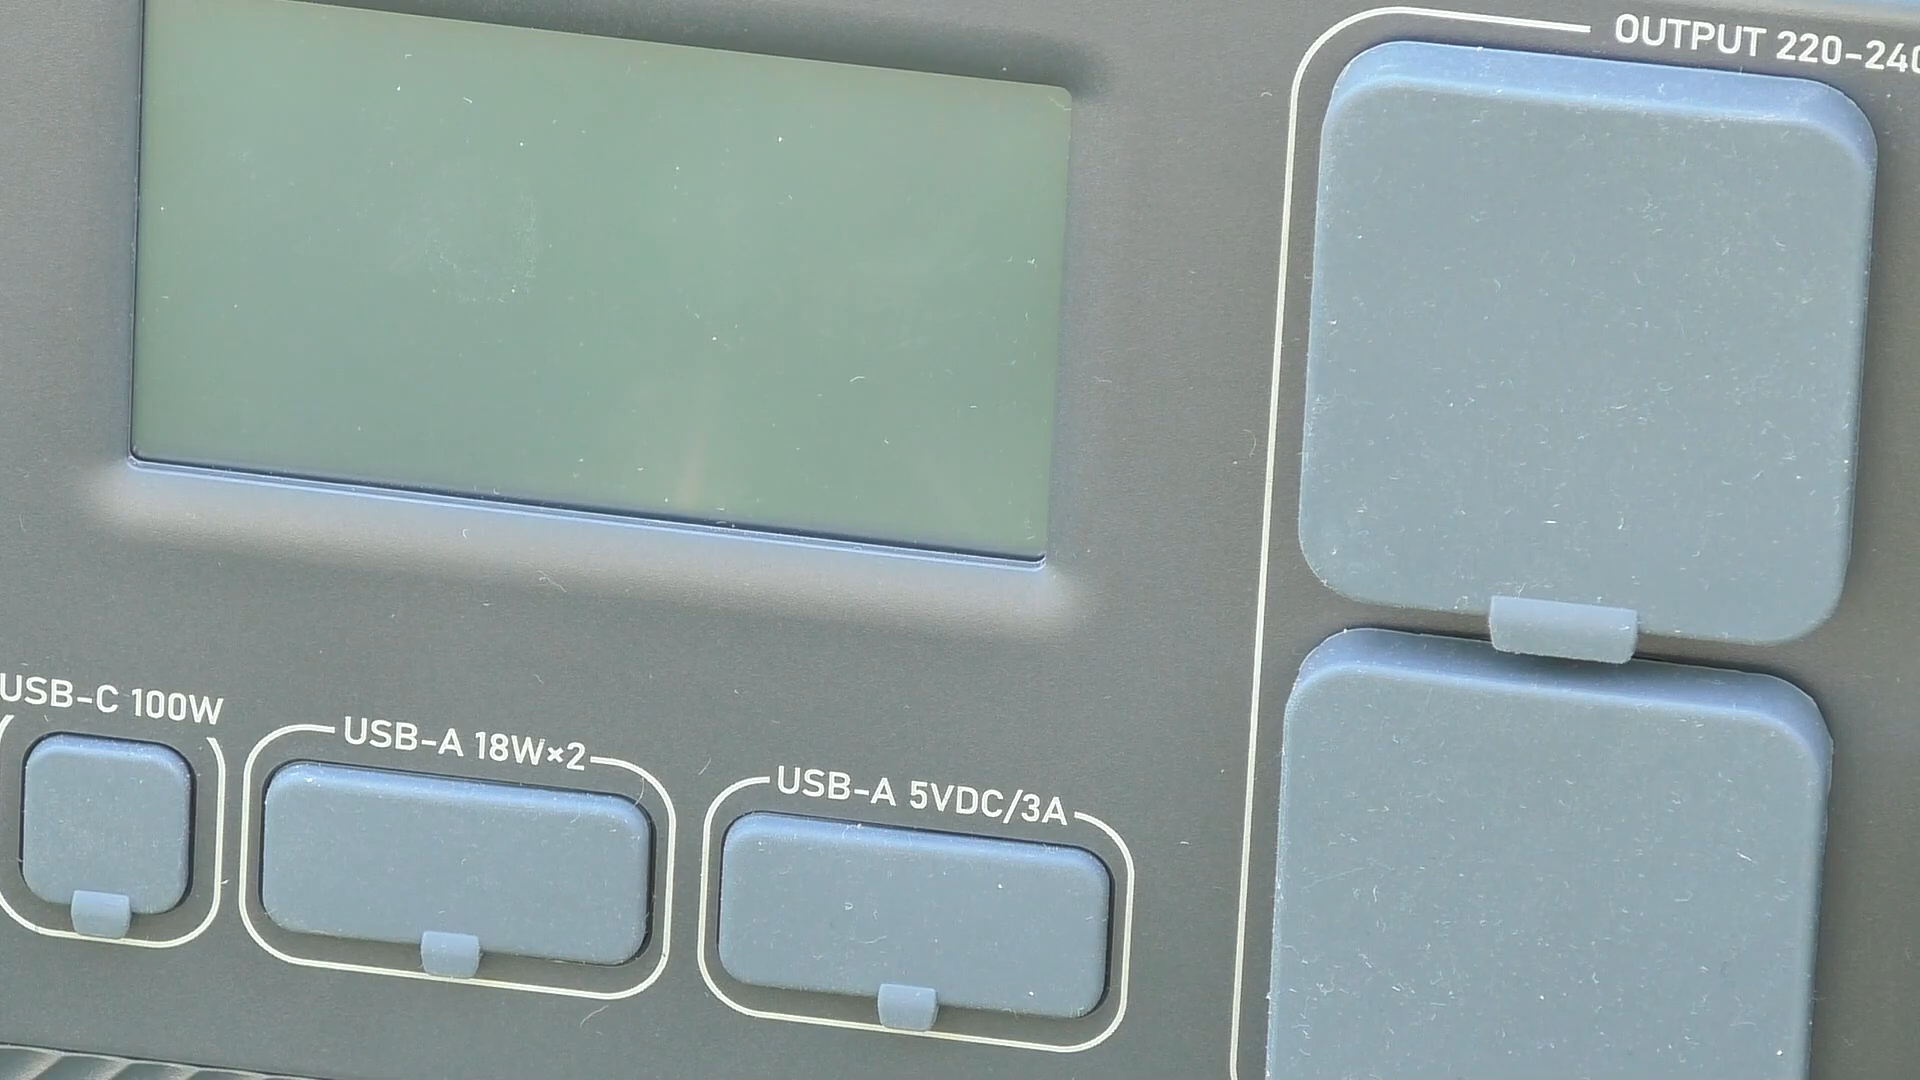 OUTPUT 220-240
USB-C 100W
USB-A 18W×2
USB-A 5VDC/3A